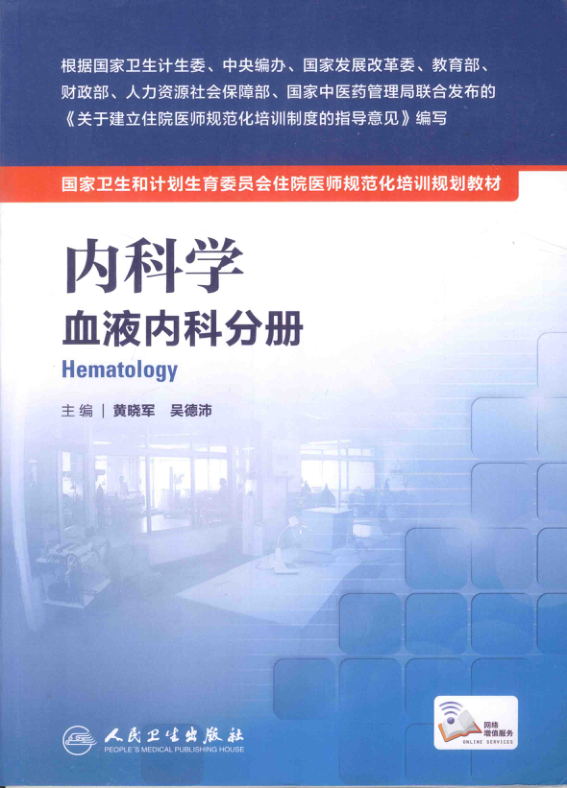 根据国家卫生计生委、中央编办、国家发展改革委、教育部、
财政部、人力资源社会保障部、国家中医药管理局联合发布的
《关于建立住院医师规范化培训制度的指导意见》编写
国家卫生和计划生育委员会住院医师规范化培训规划教材
内科学
血液内科分册
Hematology
主编 | 黄晓军 吴德沛
人民卫生出版社
PEOPLE'S MEDICAL PUBLISHING HOUSE
网络
增值服务
ONLINE SERVICES